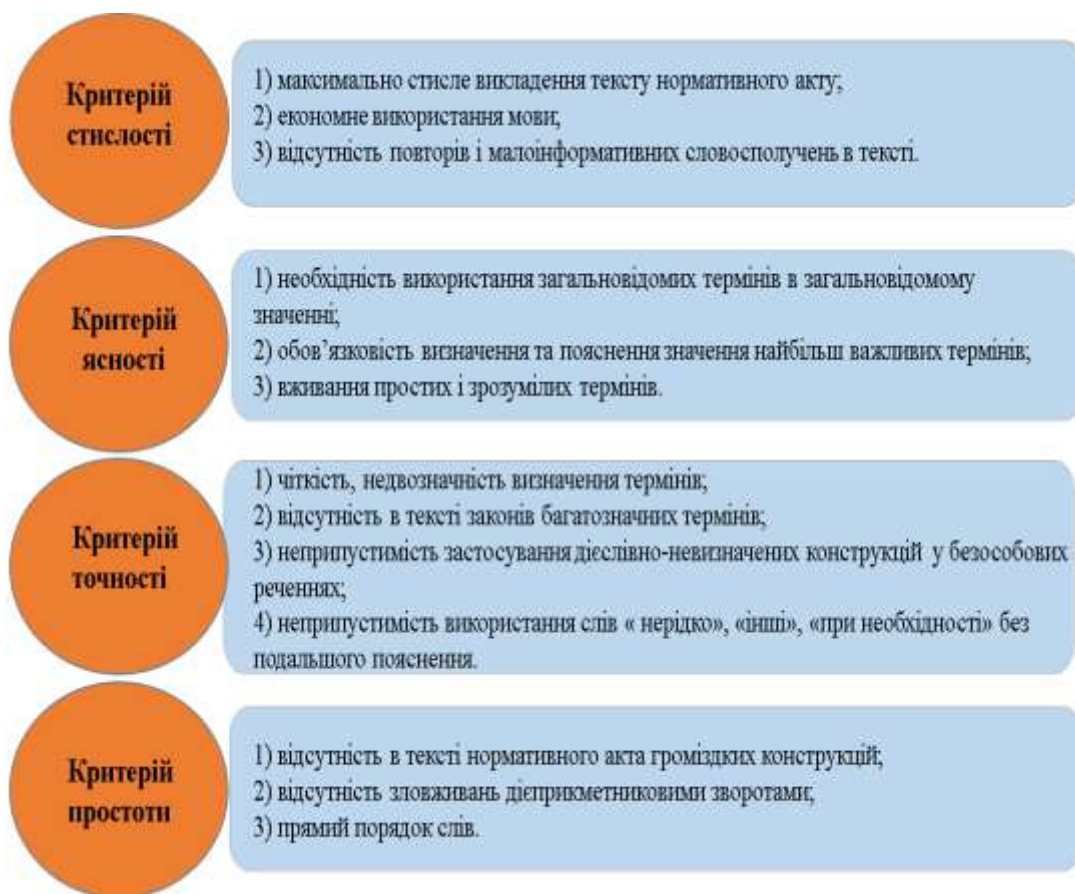 Критерій
стислості
1) максимально стисле викладення тексту нормативного акту;
2) економне використання мови;
3) відсутність повторів і малоінформативних словосполучень в тексті.
Критерій
ясності
1) необхідність використання загальновідомих термінів в загальновідомому
значенні;
2) обов’язковість визначення та пояснення значення найбільш важливих термінів;
3) вживання простих і зрозумілих термінів.
Критерій
точності
1) чіткість, недвозначність визначення термінів;
2) відсутність в тексті законів багатозначних термінів;
3) неприпустимість застосування дієслівно-невизначених конструкцій у безособових
реченнях;
4) неприпустимість використання слів « нерідко», «інші», «при необхідності» без
подальшого пояснення.
Критерій
простоти
1) відсутність в тексті нормативного акта громіздких конструкцій;
2) відсутність зловживань дієприкметниковими зворотами;
3) прямий порядок слів.